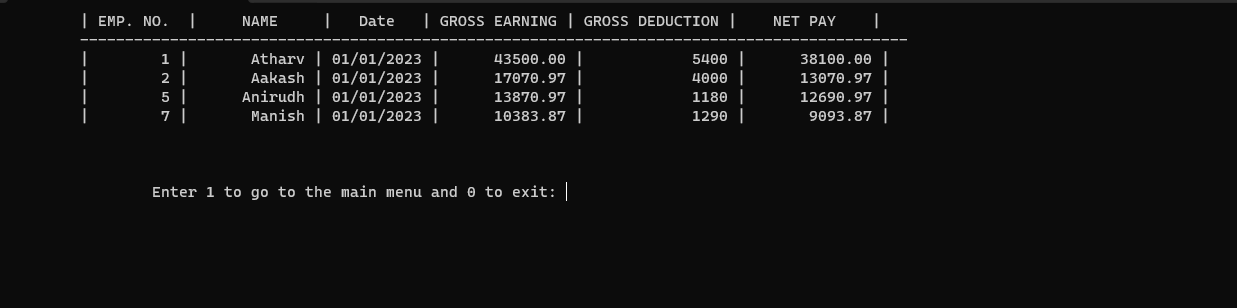 | EMP. NO.  |     NAME     |   Date   | GROSS EARNING | GROSS DEDUCTION |    NET PAY    |
--------------------------------------------------------------------------------------------
|        1 |       Atharv | 01/01/2023 |      43500.00 |            5400 |      38100.00 |
|        2 |       Aakash | 01/01/2023 |      17070.97 |            4000 |      13070.97 |
|        5 |      Anirudh | 01/01/2023 |      13870.97 |            1180 |      12690.97 |
|        7 |       Manish | 01/01/2023 |      10383.87 |            1290 |       9093.87 |
Enter 1 to go to the main menu and 0 to exit: